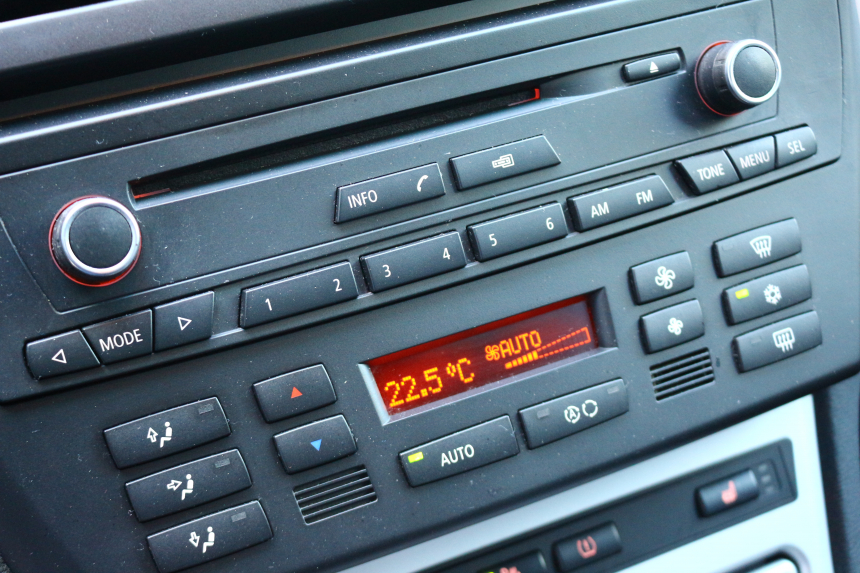 INFO
TONE MENU SEL
AM FM
5 6
3 4
1 2
MODE
22.5°C AUTO
AUTO